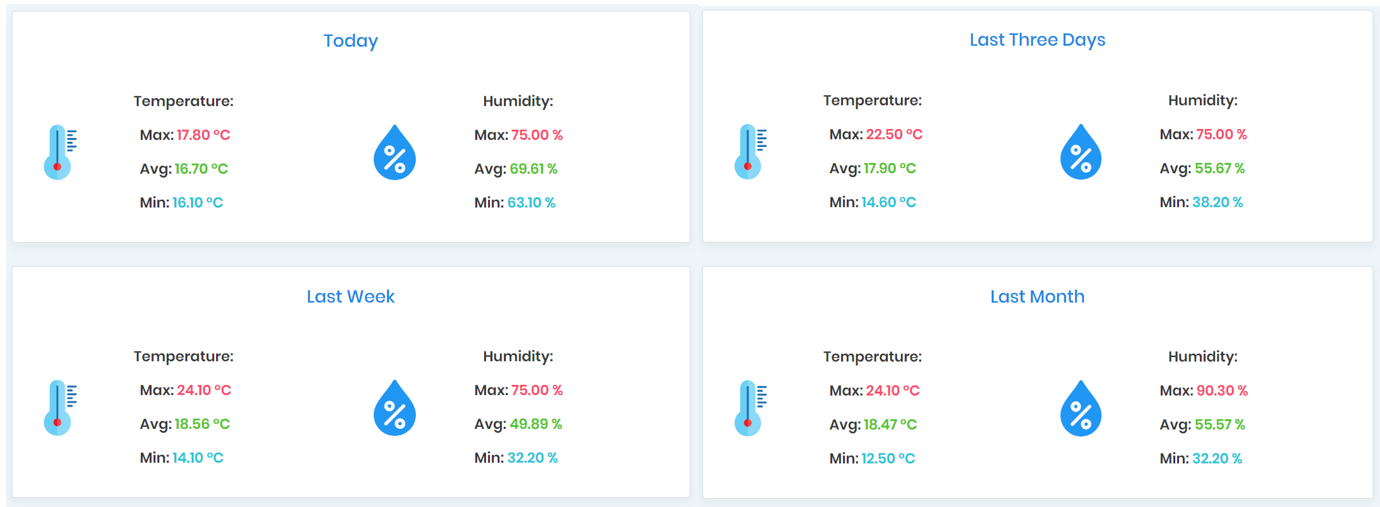 Today
Temperature:
Max: 17.80 °C
Avg: 16.70 °C
Min: 16.10 °C
Humidity:
Max: 75.00 %
Avg: 69.61 %
Min: 63.10 %
Last Three Days
Temperature:
Max: 22.50 °C
Avg: 17.90 °C
Min: 14.60 °C
Humidity:
Max: 75.00 %
Avg: 55.67 %
Min: 38.20 %
Last Week
Temperature:
Max: 24.10 °C
Avg: 18.56 °C
Min: 14.10 °C
Humidity:
Max: 75.00 %
Avg: 49.89 %
Min: 32.20 %
Last Month
Temperature:
Max: 24.10 °C
Avg: 18.47 °C
Min: 12.50 °C
Humidity:
Max: 90.30 %
Avg: 55.57 %
Min: 32.20 %